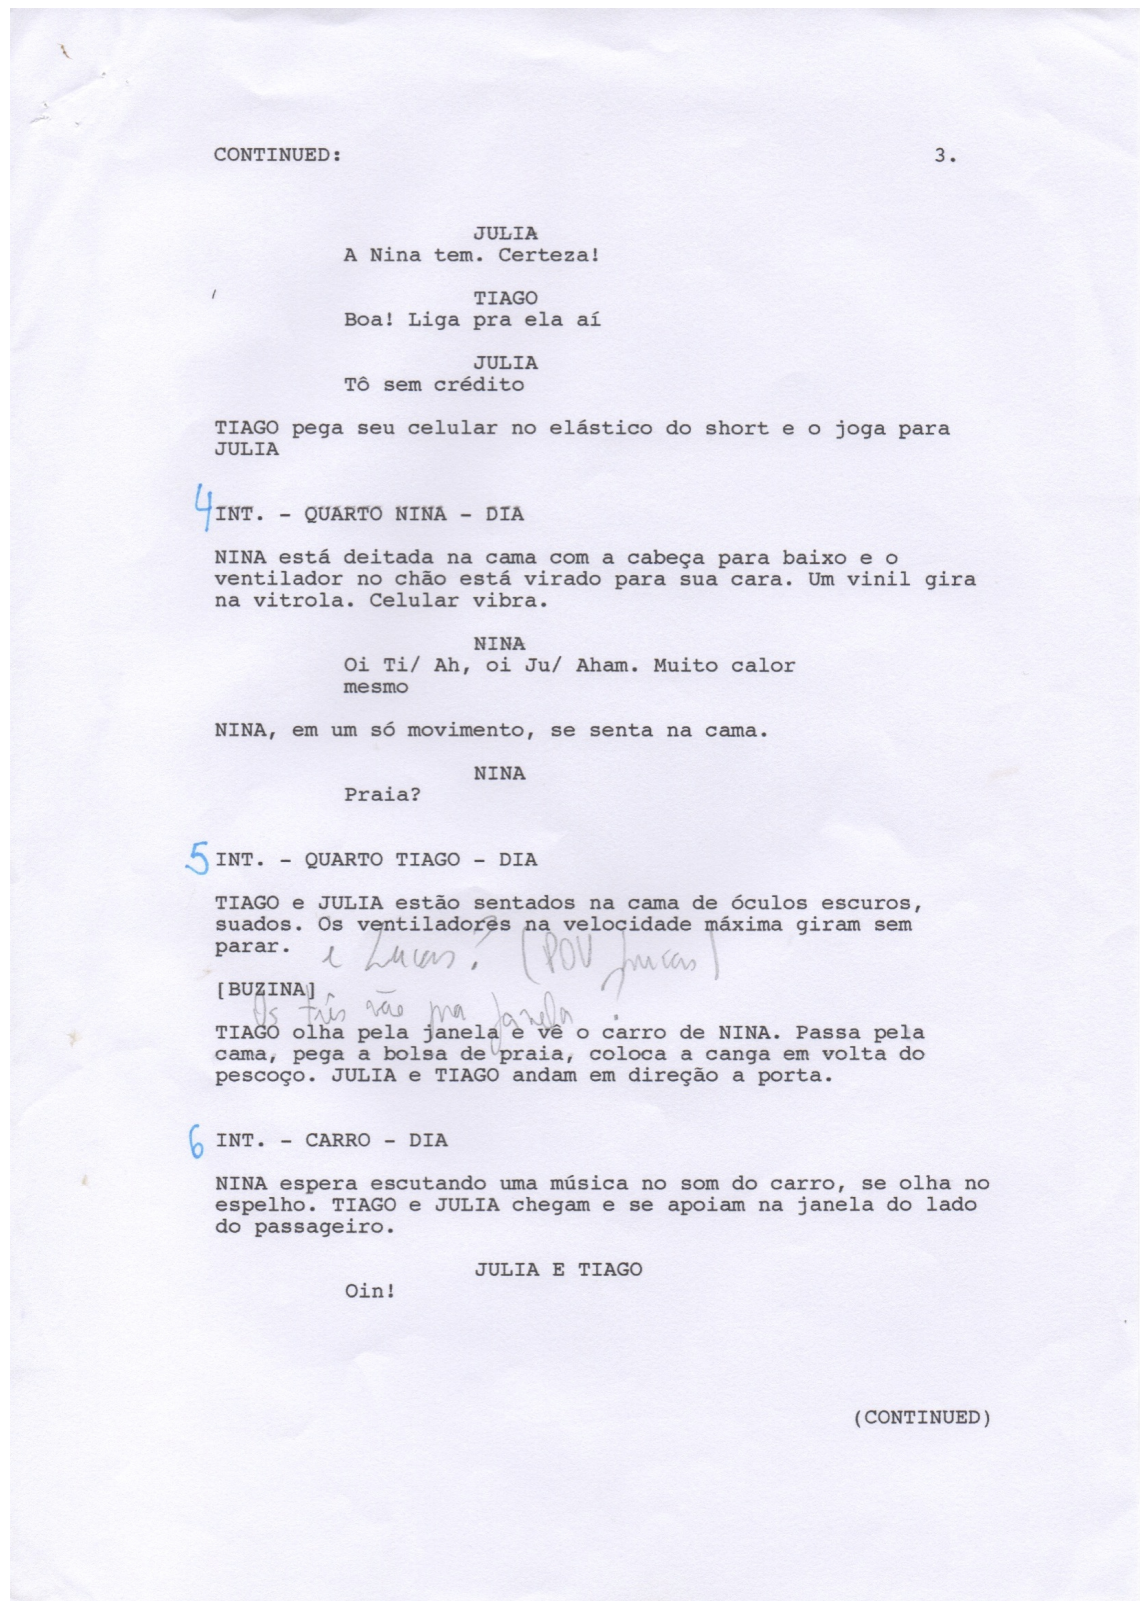 CONTINUED: 3.
JULIA
A Nina tem. Certeza!
TIAGO
Boa! Liga pra ela aí
JULIA
Tô sem crédito
TIAGO pega seu celular no elástico do short e o joga para
JULIA
4 INT. - QUARTO NINA - DIA
NINA está deitada na cama com a cabeça para baixo e o
ventilador no chão está virado para sua cara. Um vinil gira
na vitrola. Celular vibra.
NINA
Oi Ti/ Ah, oi Ju/ Aham. Muito calor
mesmo
NINA, em um só movimento, se senta na cama.
NINA
Praia?
5 INT. - QUARTO TIAGO - DIA
TIAGO e JULIA estão sentados na cama de óculos escuros,
suados. Os ventiladores na velocidade máxima giram sem
parar.
e Lucas? (POV Lucas)
[BUZINA]
Os três vão pra janela?
TIAGO olha pela janela e vê o carro de NINA. Passa pela
cama, pega a bolsa de praia, coloca a canga em volta do
pescoço. JULIA e TIAGO andam em direção a porta.
6 INT. - CARRO - DIA
NINA espera escutando uma música no som do carro, se olha no
espelho. TIAGO e JULIA chegam e se apoiam na janela do lado
do passageiro.
JULIA E TIAGO
Oin!
(CONTINUED)